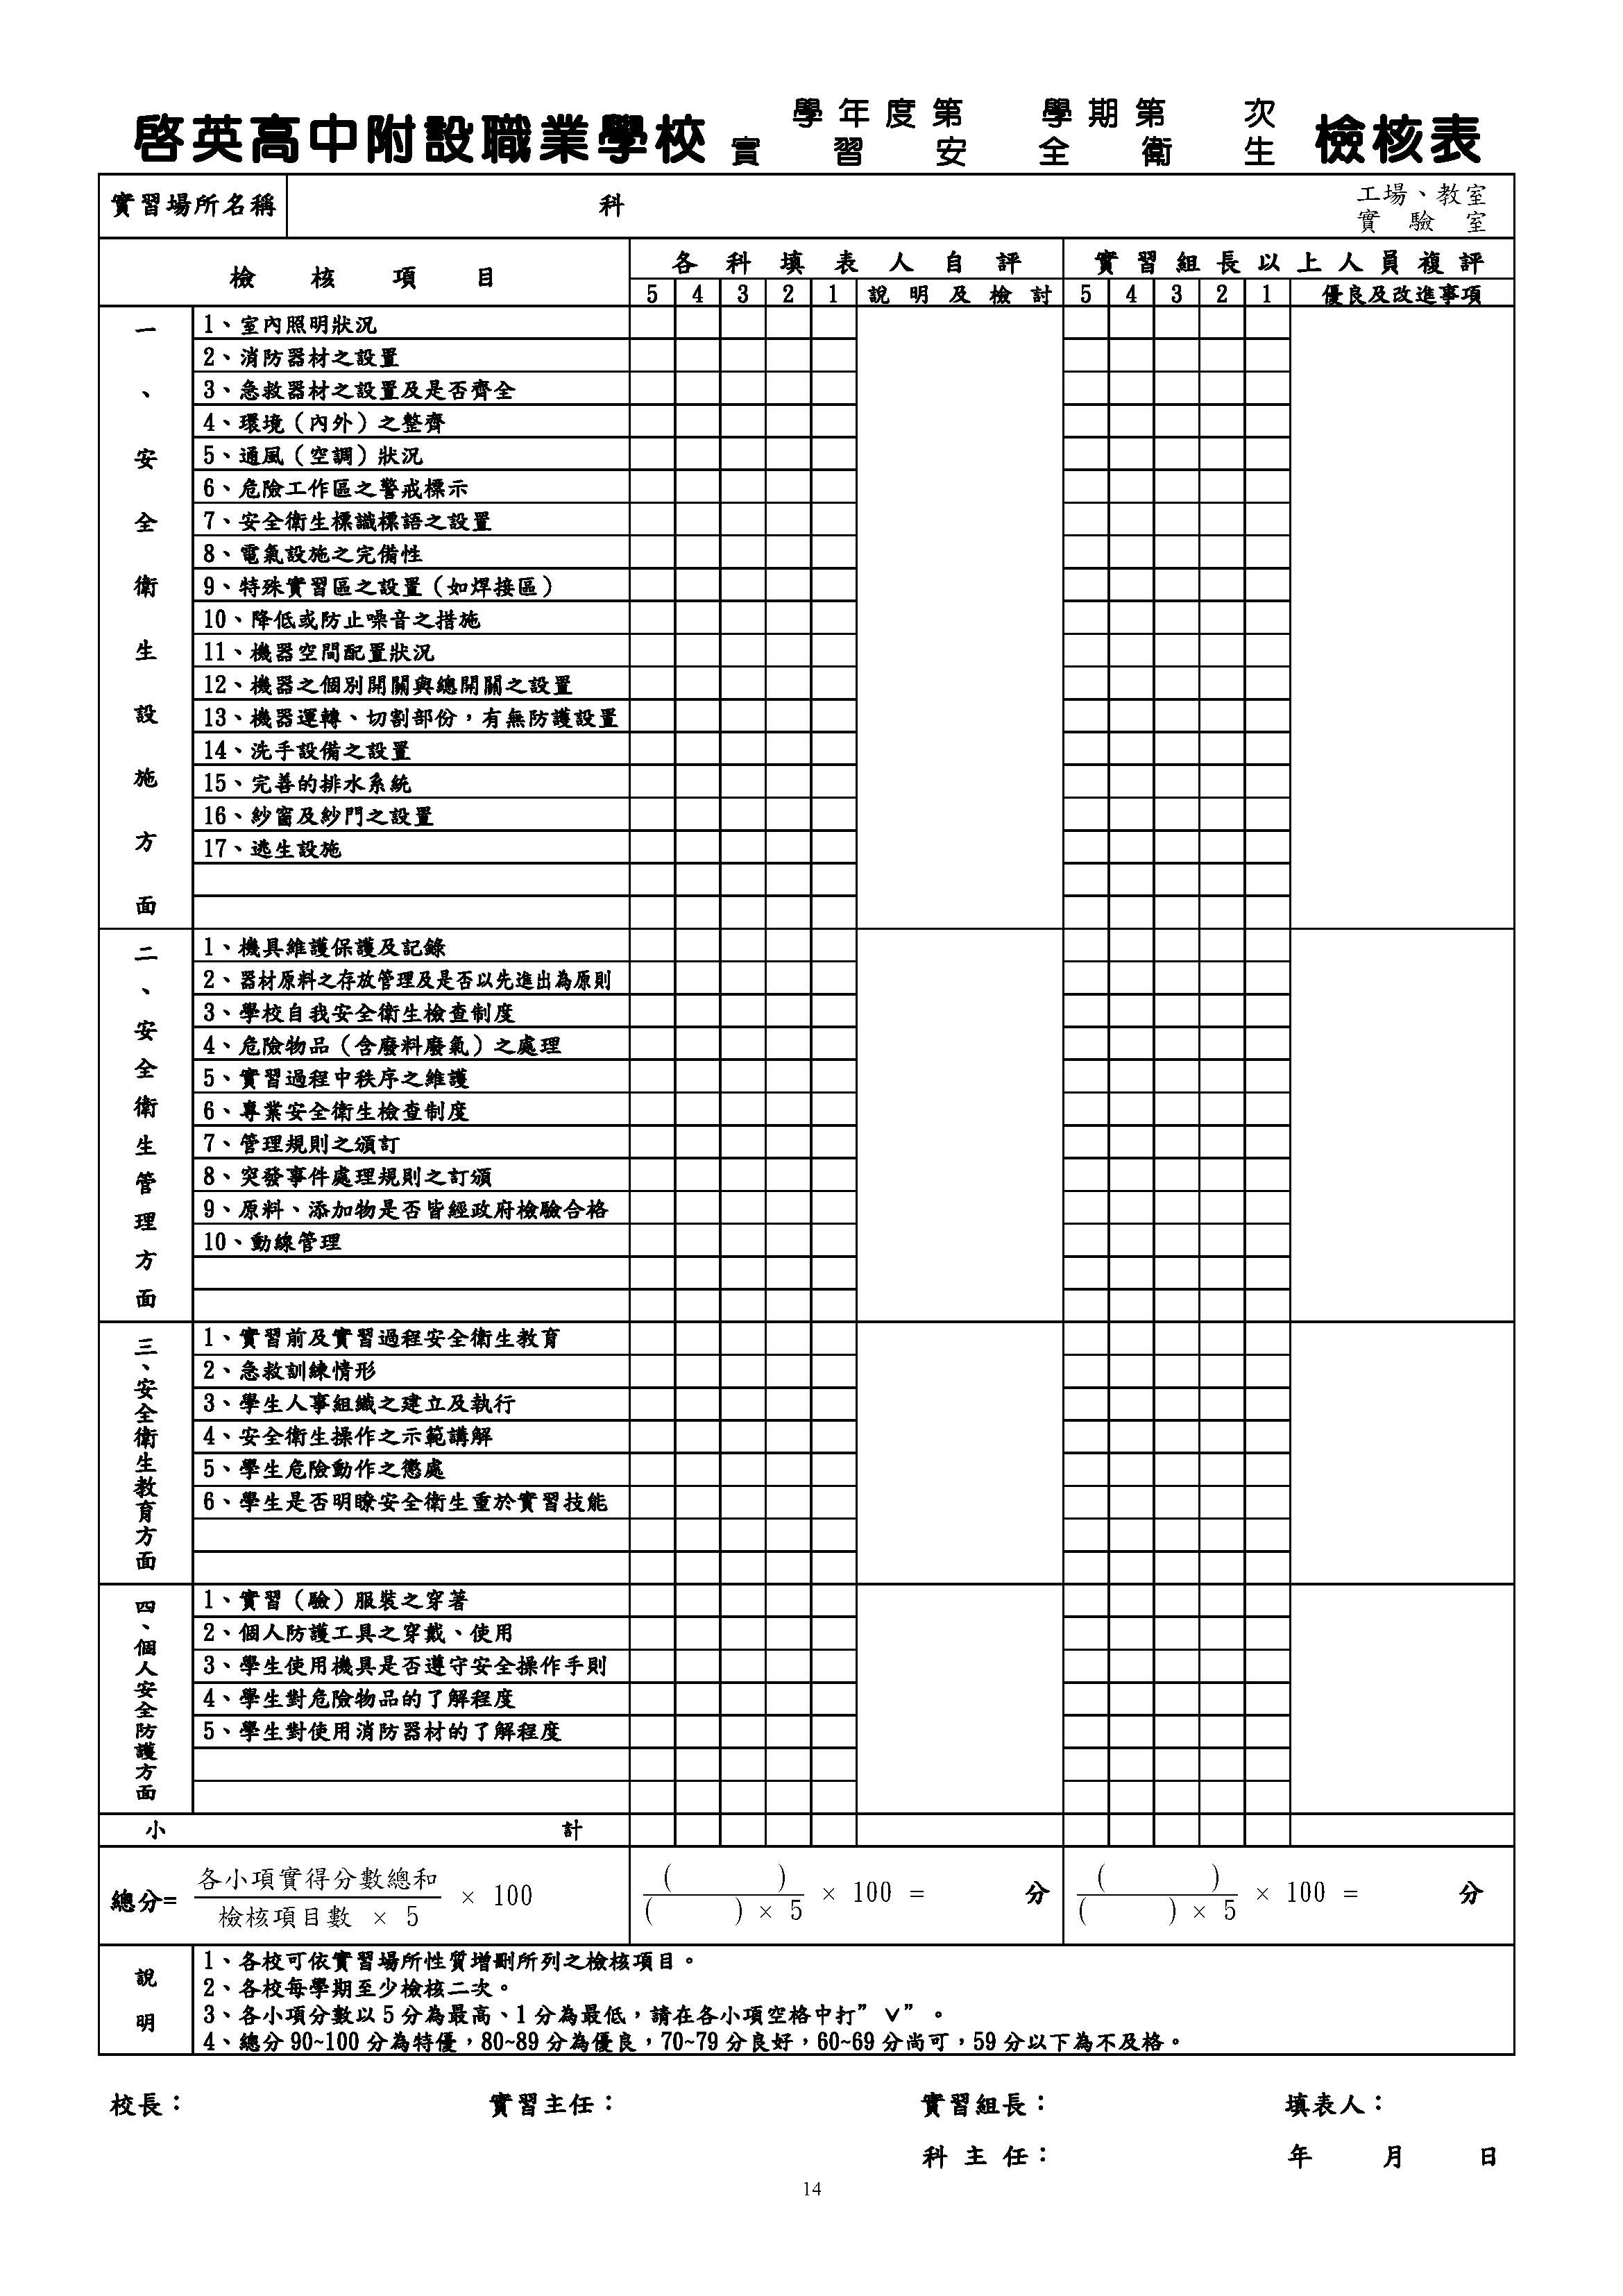 學年度第 學期第 次
啓英高中附設職業學校 實習安全衛生 檢核表
實習場所名稱 科 工場、教室
實驗室
檢核項目 各科填表人自評 實習組長以上人員複評
5 4 3 2 1 說明及檢討 5 4 3 2 1 優良及改進事項
一、安全衛生設施方面
1、室內照明狀況
2、消防器材之設置
3、急救器材之設置及是否齊全
4、環境（內外）之整齊
5、通風（空調）狀況
6、危險工作區之警戒標示
7、安全衛生標識標語之設置
8、電氣設施之完備性
9、特殊實習區之設置（如焊接區）
10、降低或防止噪音之措施
11、機器空間配置狀況
12、機器之個別開關與總開關之設置
13、機器運轉、切割部份，有無防護設置
14、洗手設備之設置
15、完善的排水系統
16、紗窗及紗門之設置
17、逃生設施
二、安全衛生管理方面
1、機具維護保護及記錄
2、器材原料之存放管理及是否以先進出為原則
3、學校自我安全衛生檢查制度
4、危險物品（含廢料廢氣）之處理
5、實習過程中秩序之維護
6、專業安全衛生檢查制度
7、管理規則之頒訂
8、突發事件處理規則之訂頒
9、原料、添加物是否皆經政府檢驗合格
10、動線管理
三、安全衛生教育方面
1、實習前及實習過程安全衛生教育
2、急救訓練情形
3、學生人事組織之建立及執行
4、安全衛生操作之示範講解
5、學生危險動作之懲處
6、學生是否明瞭安全衛生重於實習技能
四、個人安全防護方面
1、實習（驗）服裝之穿著
2、個人防護工具之穿戴、使用
3、學生使用機具是否遵守安全操作手則
4、學生對危險物品的了解程度
5、學生對使用消防器材的了解程度
小 計
各小項實得分數總和 ( ) ( )
總分= × 100 × 100 = 分 × 100 = 分
檢核項目數 × 5 ( ) × 5 ( ) × 5
說明
1、各校可依實習場所性質增刪所列之檢核項目。
2、各校每學期至少檢核二次。
3、各小項分數以 5 分為最高、1 分為最低，請在各小項空格中打”ˇ”。
4、總分 90~100 分為特優，80~89 分為優良，70~79 分良好，60~69 分尚可，59 分以下為不及格。
校長： 實習主任： 實習組長： 填表人：
科主任： 年 月 日
14